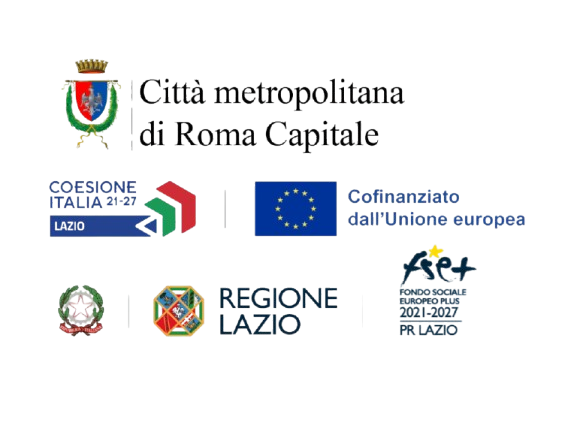 Città metropolitana
di Roma Capitale
COESIONE
ITALIA 21-27
LAZIO
Cofinanziato
dall'Unione europea
REGIONE
LAZIO
fse+
FONDO SOCIALE
EUROPEO PLUS
2021-2027
PR LAZIO